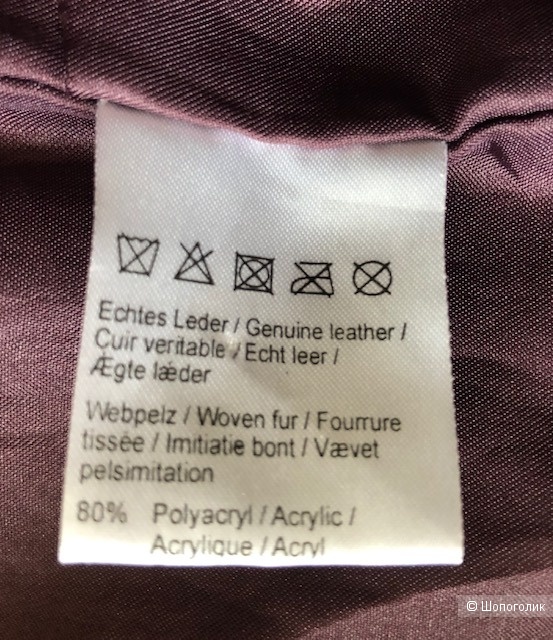 Echtes Leder / Genuine leather /
Cuir veritable / Echt leer /
Ægte læder
Webpelz / Woven fur / Fourrure
tissée / Imitiatie bont / Vævet
pelsimitation
80% Polyacryl / Acrylic /
Acrylique / Acryl
© Шопоголик